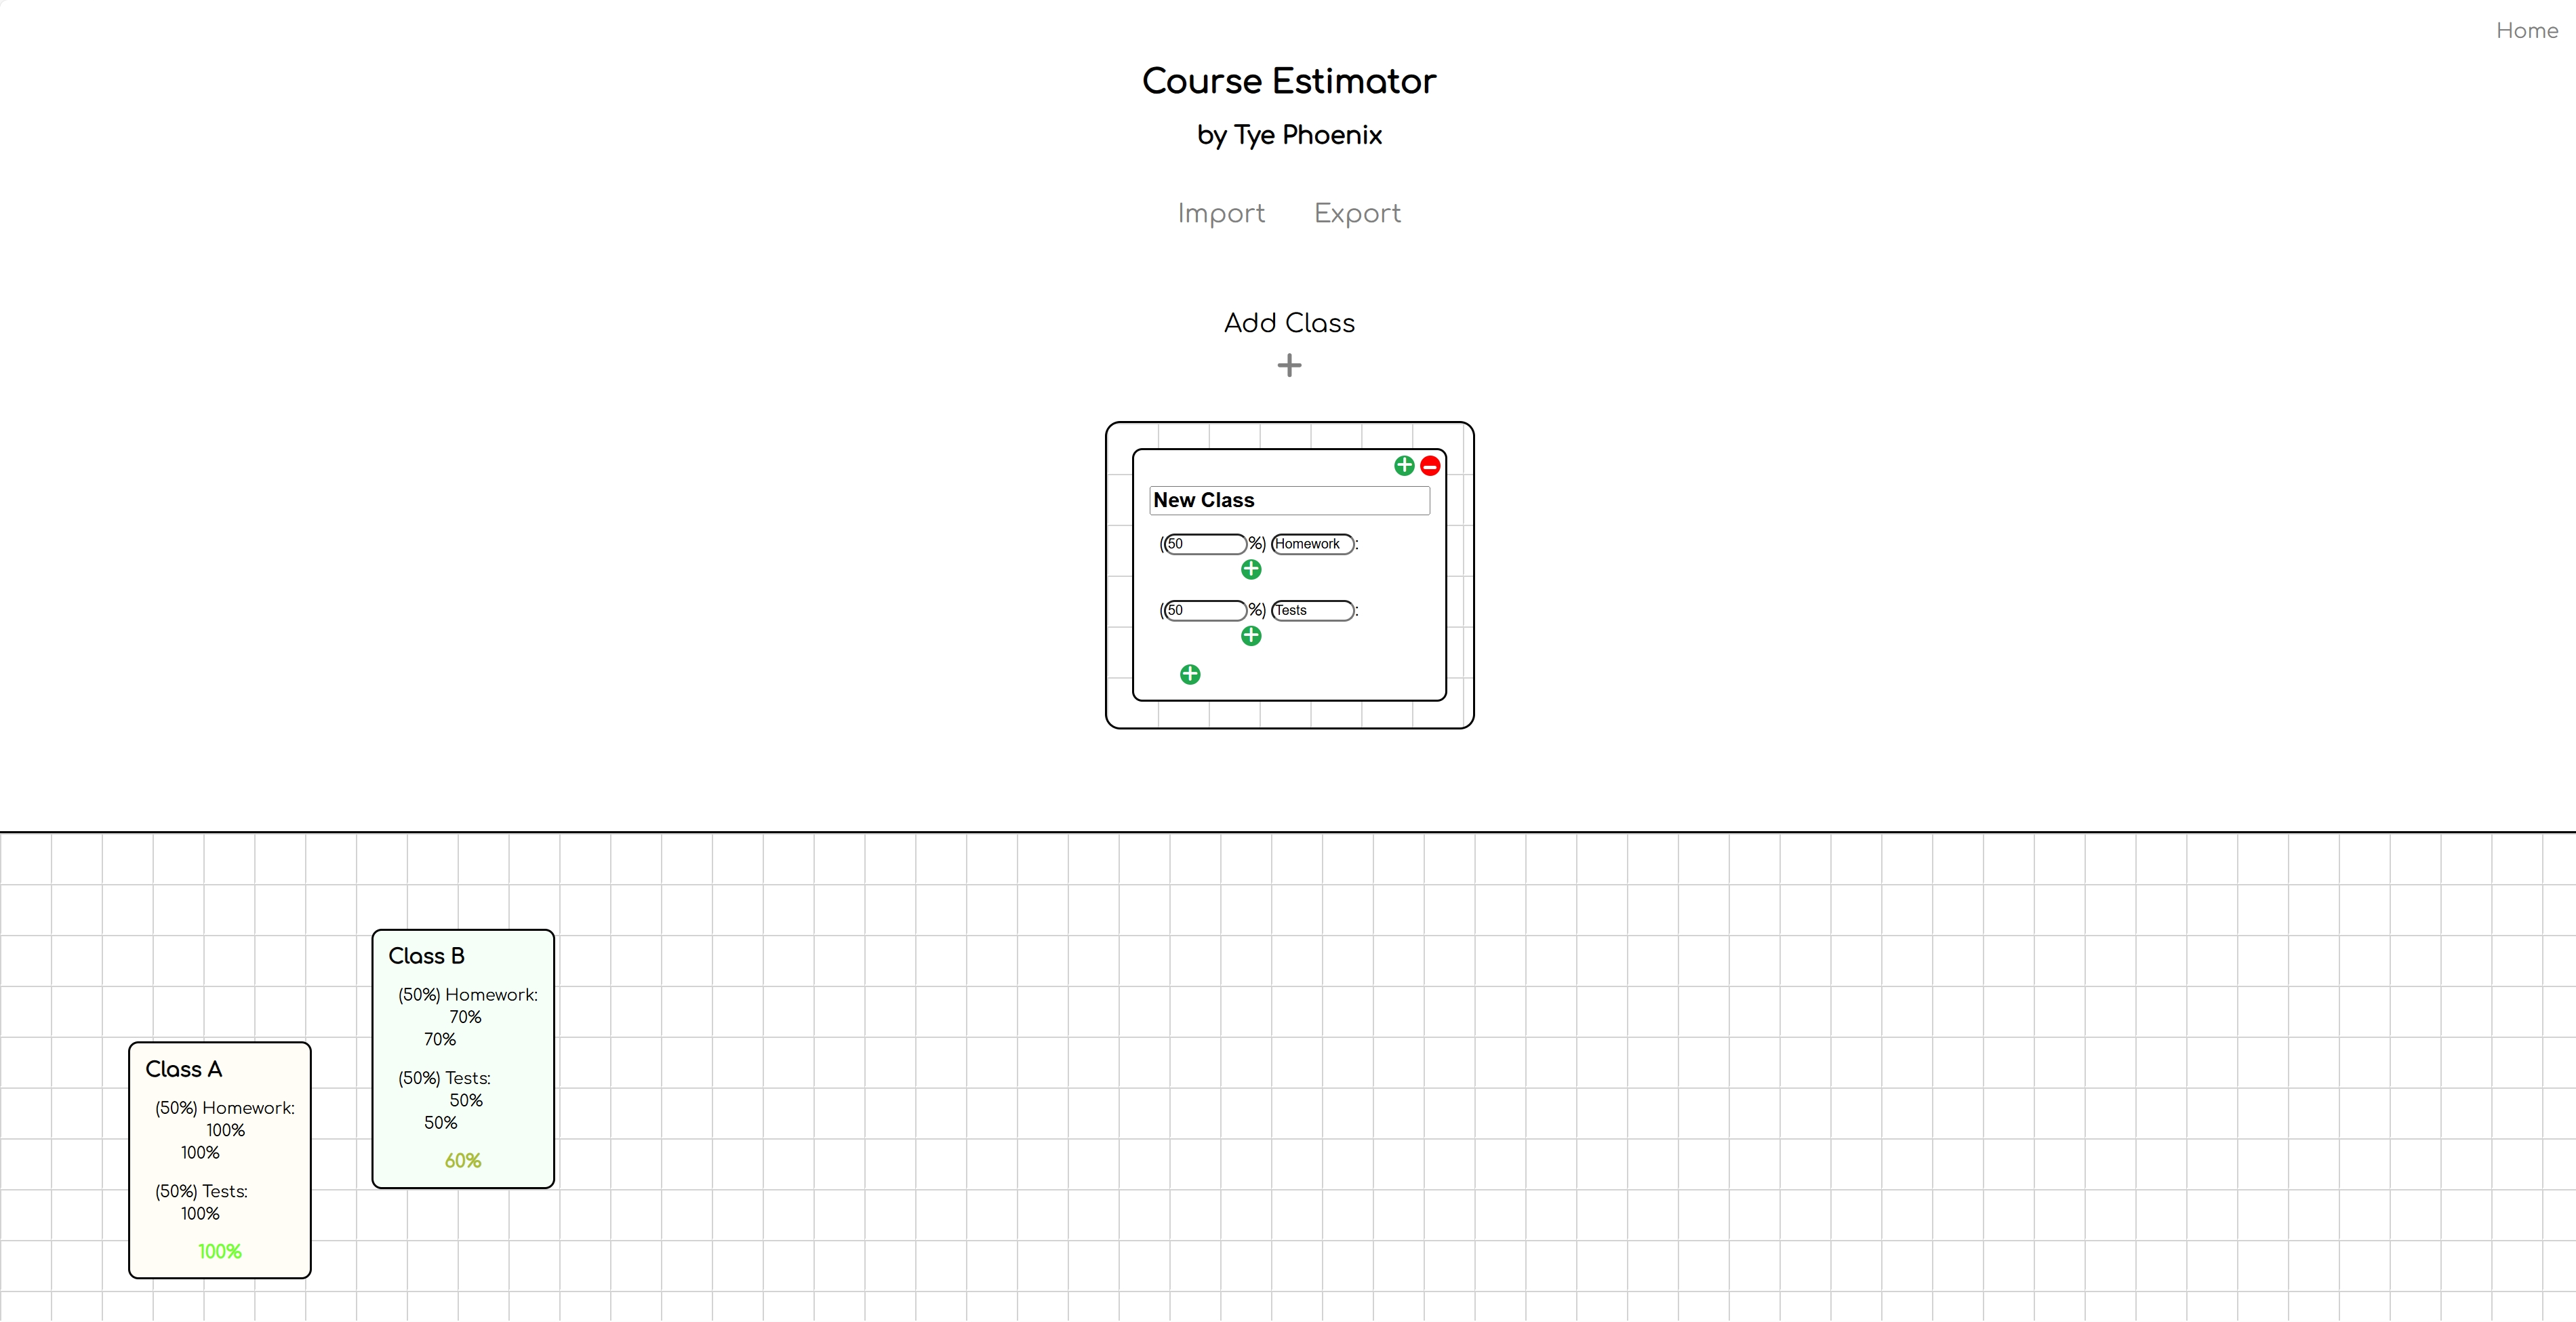 Home
Course Estimator
by Tye Phoenix
Import Export
Add Class
New Class
(50 %) Homework :
(50 %) Tests :
Class B
(50%) Homework:
70%
70%
(50%) Tests:
50%
50%
60%
Class A
(50%) Homework:
100%
100%
(50%) Tests:
100%
100%